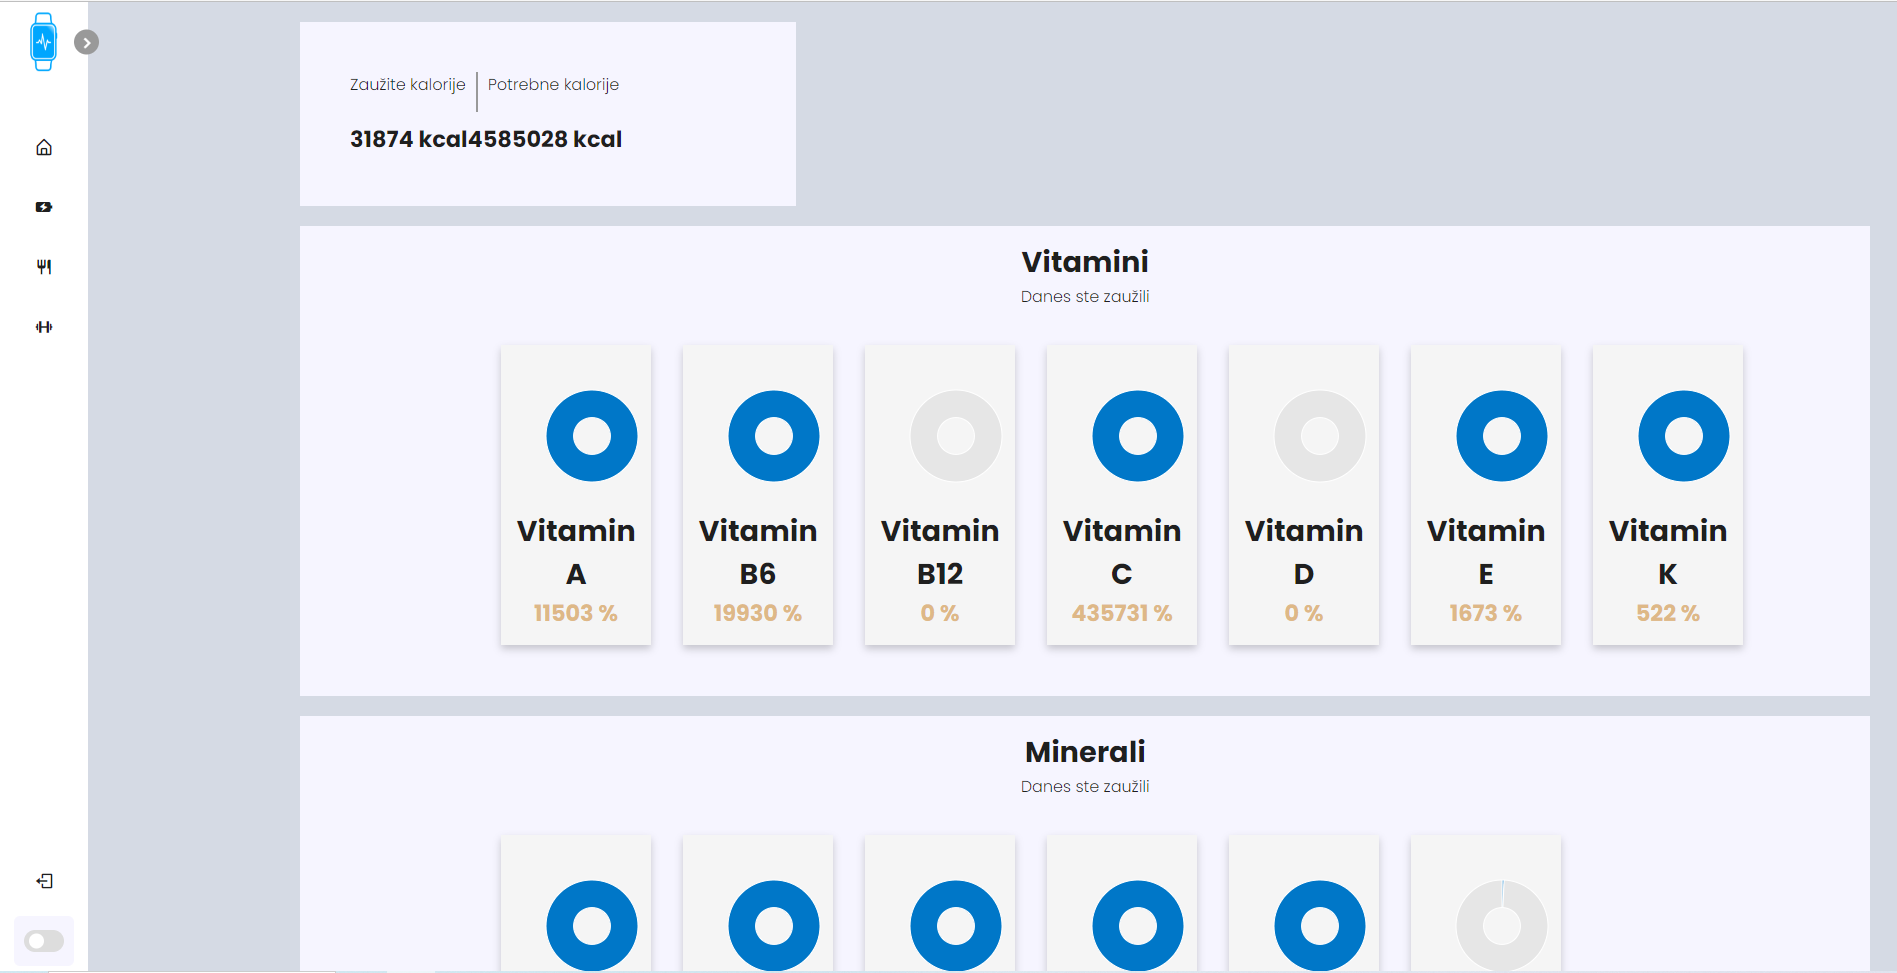 Zaužite kalorije Potrebne kalorije
31874 kcal4585028 kcal
Vitamini
Danes ste zaužili
Vitamin A
11503 %
Vitamin B6
19930 %
Vitamin B12
0 %
Vitamin C
435731 %
Vitamin D
0 %
Vitamin E
1673 %
Vitamin K
522 %
Minerali
Danes ste zaužili